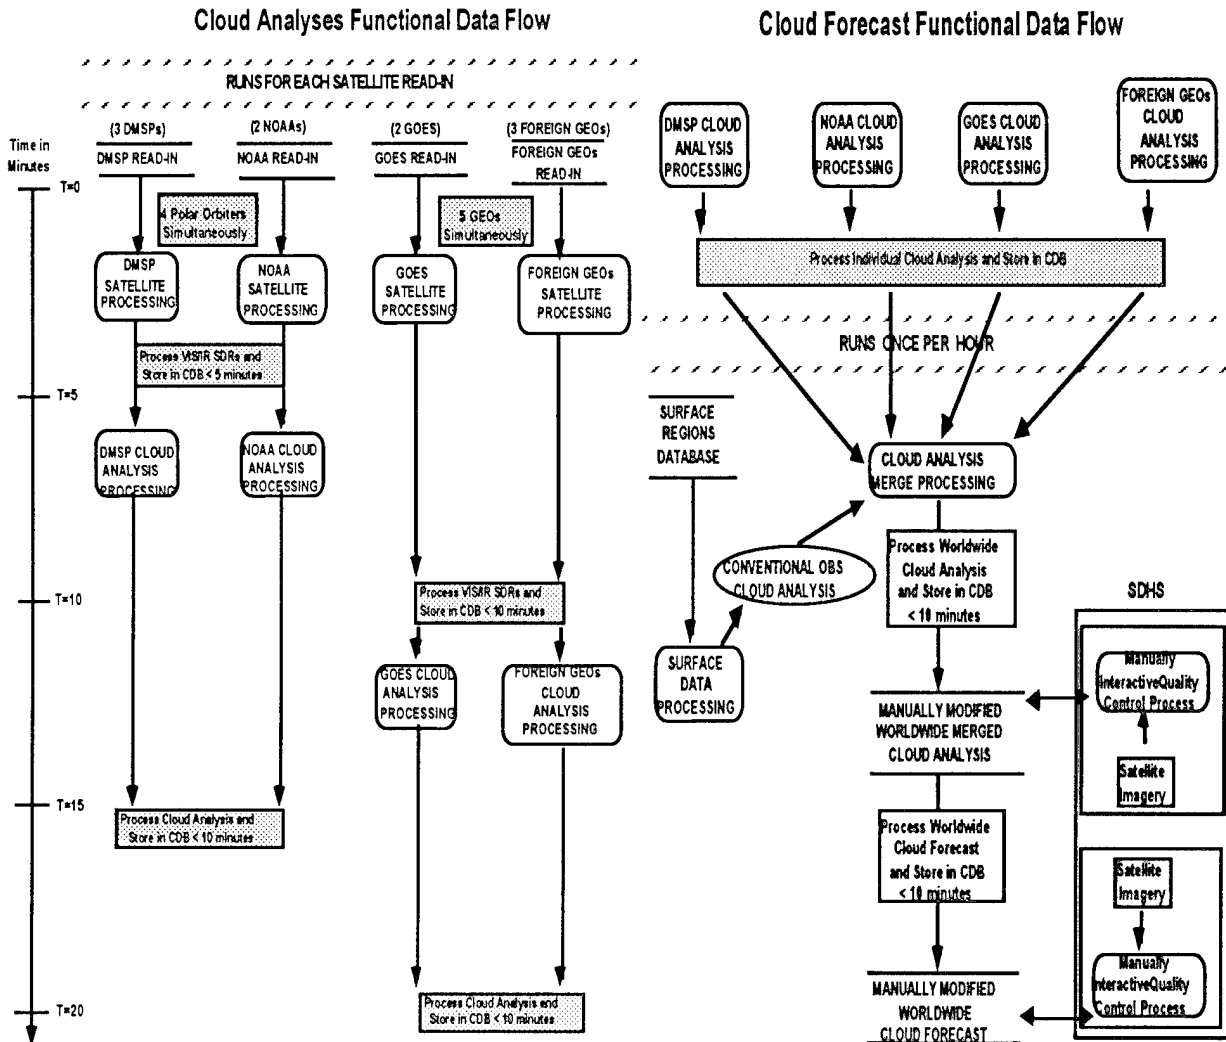 Cloud Analyses Functional Data Flow
RUNS FOR EACH SATELLITE READ-IN
Time in
Minutes
(3 DMSPs)
DMSP READ-IN
(2 NOAAs)
NOAA READ-IN
(2 GOES)
GOES READ-IN
(3 FOREIGN GEOs)
FOREIGN GEOs
READ-IN
T=0
4 Polar Orbiters
Simultaneously
5 GEOs
Simultaneously
DMSP
SATELLITE
PROCESSING
NOAA
SATELLITE
PROCESSING
GOES
SATELLITE
PROCESSING
FOREIGN GEOs
SATELLITE
PROCESSING
Process VIS/IR SDRs and
Store in CDB < 5 minutes
T=5
DMSP CLOUD
ANALYSIS
PROCESSING
NOAA CLOUD
ANALYSIS
PROCESSING
T=10
Process VIS/IR SDRs and
Store in CDB < 10 minutes
GOES CLOUD
ANALYSIS
PROCESSING
FOREIGN GEOs
CLOUD
ANALYSIS
PROCESSING
T=15
Process Cloud Analysis and
Store in CDB < 10 minutes
T=20
Process Cloud Analysis and
Store in CDB < 10 minutes
Cloud Forecast Functional Data Flow
DMSP CLOUD
ANALYSIS
PROCESSING
NOAA CLOUD
ANALYSIS
PROCESSING
GOES CLOUD
ANALYSIS
PROCESSING
FOREIGN GEOs
CLOUD
ANALYSIS
PROCESSING
Process Individual Cloud Analysis and Store in CDB
RUNS ONCE PER HOUR
SURFACE
REGIONS
DATABASE
CLOUD ANALYSIS
MERGE PROCESSING
CONVENTIONAL OBS
CLOUD ANALYSIS
Process Worldwide
Cloud Analysis
and Store in CDB
< 10 minutes
SURFACE
DATA
PROCESSING
MANUALLY MODIFIED
WORLDWIDE MERGED
CLOUD ANALYSIS
Process Worldwide
Cloud Forecast
and Store in CDB
< 10 minutes
MANUALLY MODIFIED
WORLDWIDE
CLOUD FORECAST
SDHS
Manually
InteractiveQuality
Control Process
Satellite
Imagery
Satellite
Imagery
Manually
InteractiveQuality
Control Process